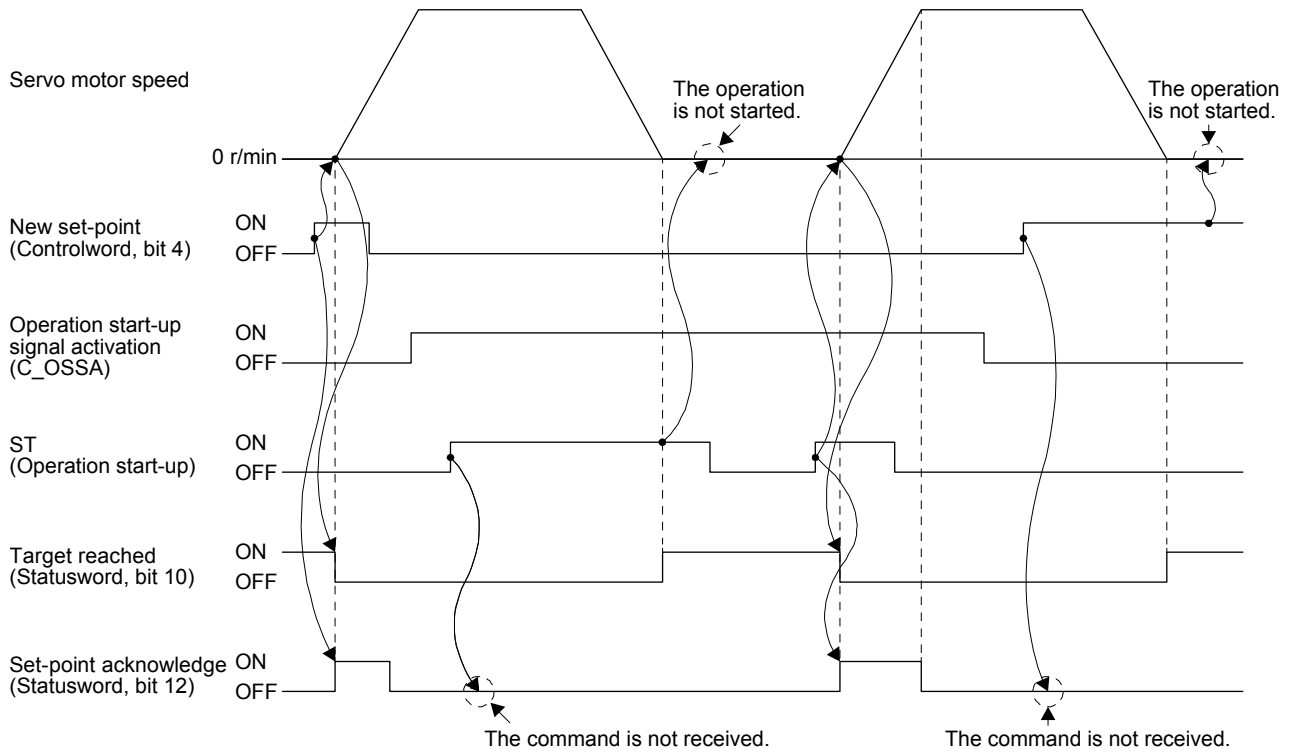 Servo motor speed
The operation
is not started.
The operation
is not started.
0 r/min
New set-point
(Controlword, bit 4)
ON
OFF
Operation start-up
signal activation
(C_OSSA)
ON
OFF
ST
(Operation start-up)
ON
OFF
Target reached
(Statusword, bit 10)
ON
OFF
Set-point acknowledge
(Statusword, bit 12)
ON
OFF
The command is not received.
The command is not received.